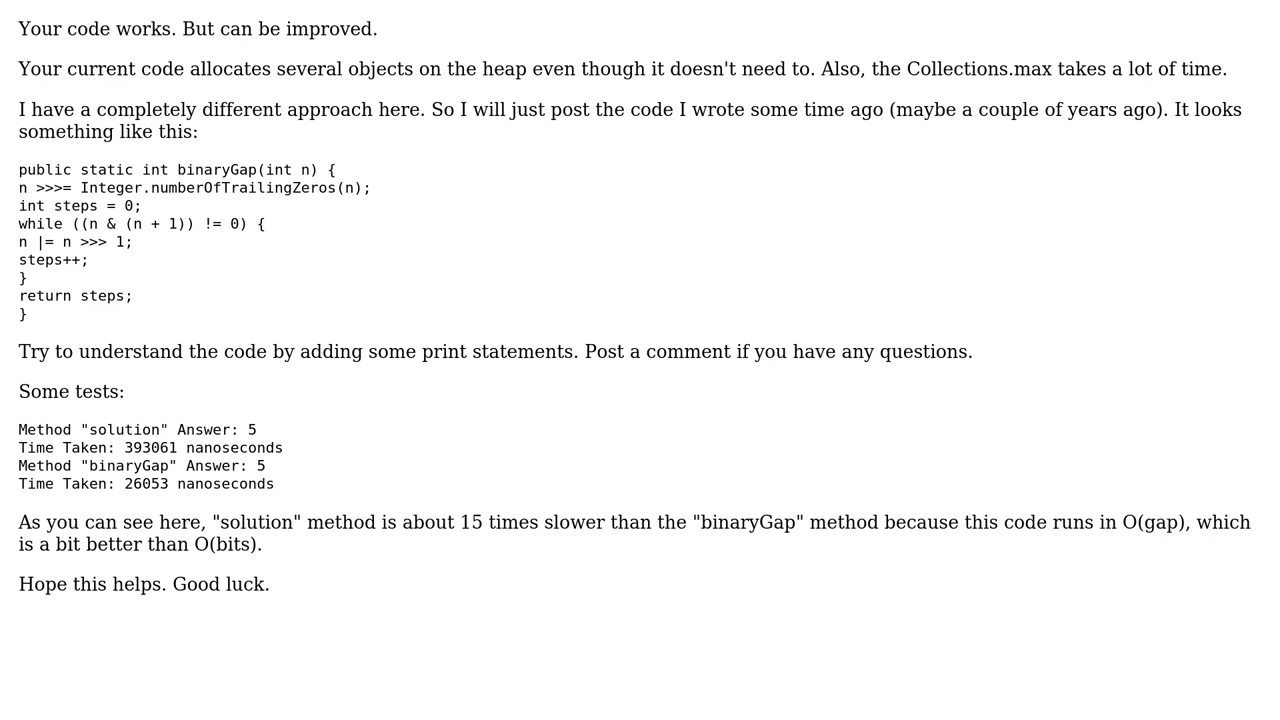 Your code works. But can be improved.
Your current code allocates several objects on the heap even though it doesn't need to. Also, the Collections.max takes a lot of time.
I have a completely different approach here. So I will just post the code I wrote some time ago (maybe a couple of years ago). It looks
something like this:
public static int binaryGap(int n) {
n >>>= Integer.numberOfTrailingZeros(n);
int steps = 0;
while ((n & (n + 1)) != 0) {
n |= n >>> 1;
steps++;
}
return steps;
}
Try to understand the code by adding some print statements. Post a comment if you have any questions.
Some tests:
Method "solution" Answer: 5
Time Taken: 393061 nanoseconds
Method "binaryGap" Answer: 5
Time Taken: 26053 nanoseconds
As you can see here, "solution" method is about 15 times slower than the "binaryGap" method because this code runs in O(gap), which
is a bit better than O(bits).
Hope this helps. Good luck.